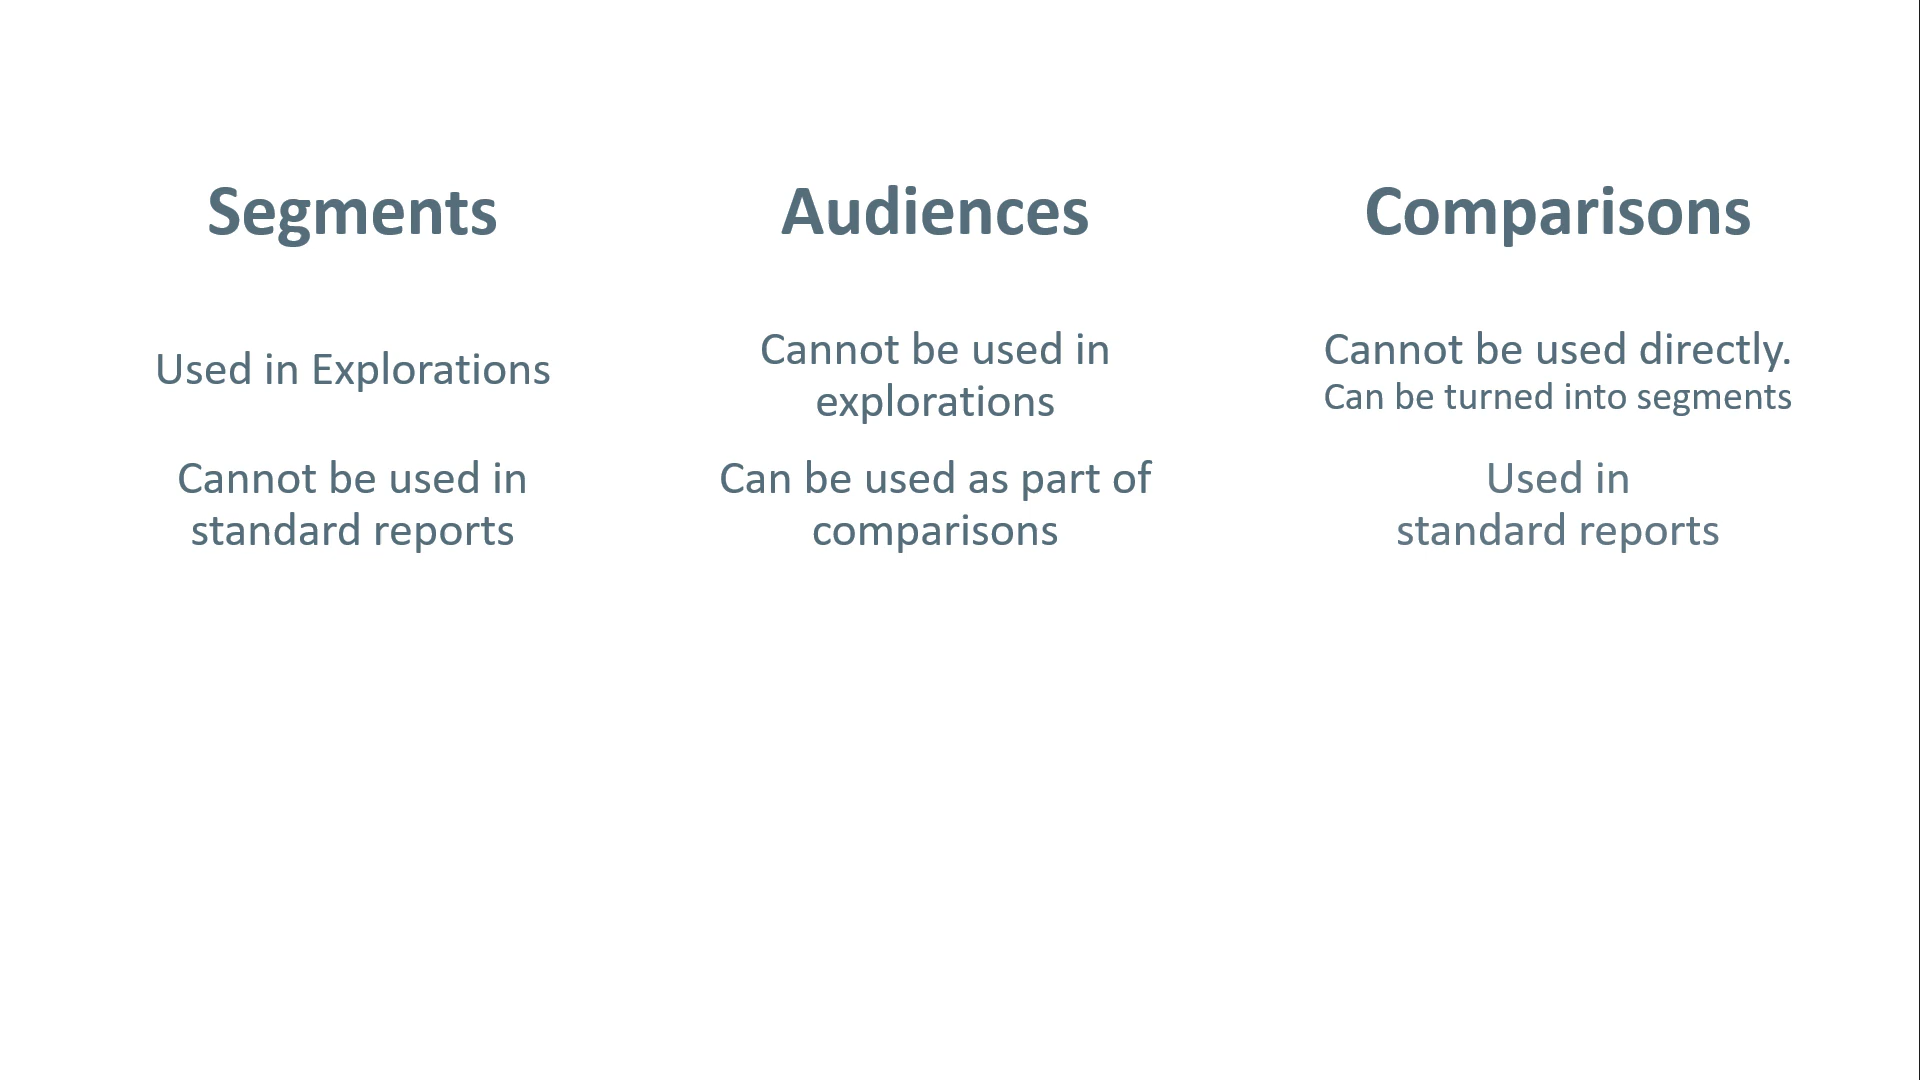 Segments
Audiences
Comparisons
Used in Explorations
Cannot be used in
explorations
Cannot be used directly.
Can be turned into segments
Cannot be used in
standard reports
Can be used as part of
comparisons
Used in
standard reports